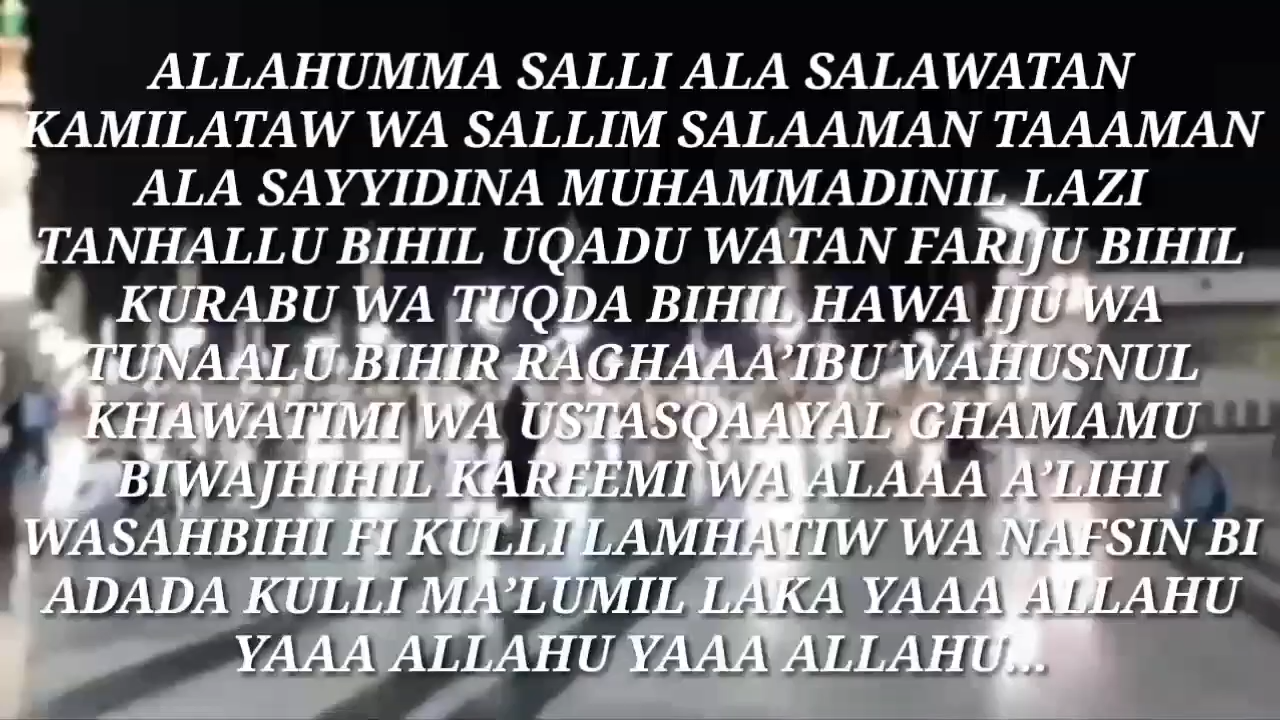 ALLAHUMMA SALLI ALA SALAWATAN
KAMILATAW WA SALLIM SALAAMAN TAAAMAN
ALA SAYYIDINA MUHAMMADINIL LAZI
TANHALLU BIHIL UQADU WATAN FARIJU BIHIL
KURABU WA TUQDA BIHIL HAWA IJU WA
TUNAALU BIHIR RAGHAAA’IBU WAHUSNUL
KHAWATIMI WA USTASQAAYAL GHAMAMU
BIWAJHIHIL KAREEMI WA ALAAA A’LIHI
WASAHBIHI FI KULLI LAMHATIW WA NAFSIN BI
ADADA KULLI MA’LUMIL LAKA YAAA ALLAHU
YAAA ALLAHU YAAA ALLAHU...